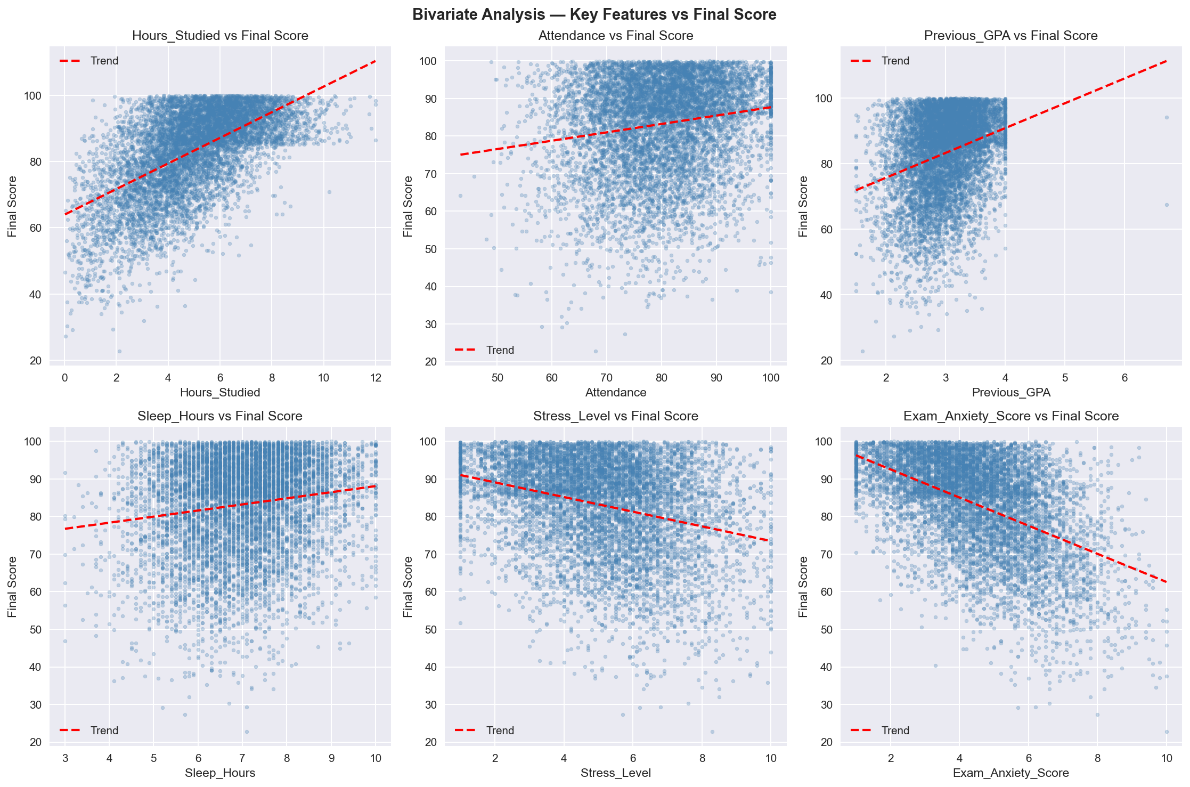 Bivariate Analysis — Key Features vs Final Score
Hours_Studied vs Final Score
Trend
Final Score
100
80
60
40
20
0 2 4 6 8 10 12
Hours_Studied
Attendance vs Final Score
Trend
Final Score
100
90
80
70
60
50
40
30
20
50 60 70 80 90 100
Attendance
Previous_GPA vs Final Score
Trend
Final Score
100
80
60
40
20
2 3 4 5 6
Previous_GPA
Sleep_Hours vs Final Score
Trend
Final Score
100
90
80
70
60
50
40
30
20
3 4 5 6 7 8 9 10
Sleep_Hours
Stress_Level vs Final Score
Trend
Final Score
100
90
80
70
60
50
40
30
20
2 4 6 8 10
Stress_Level
Exam_Anxiety_Score vs Final Score
Trend
Final Score
100
90
80
70
60
50
40
30
20
2 4 6 8 10
Exam_Anxiety_Score